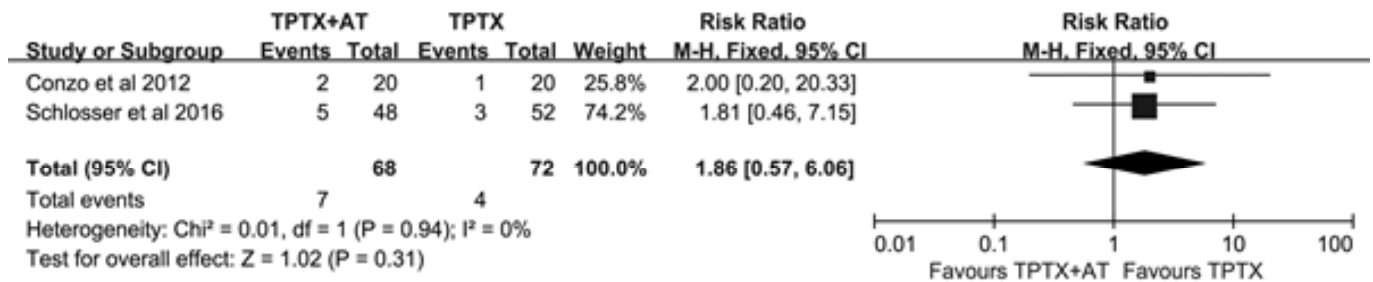 TPTX+AT TPTX Risk Ratio Risk Ratio
Study or Subgroup Events Total Events Total Weight M-H, Fixed, 95% CI M-H, Fixed, 95% CI
Conzo et al 2012 2 20 1 20 25.8% 2.00 [0.20, 20.33]
Schlosser et al 2016 5 48 3 52 74.2% 1.81 [0.46, 7.15]
Total (95% CI) 68 72 100.0% 1.86 [0.57, 6.06]
Total events 7 4
Heterogeneity: Chi² = 0.01, df = 1 (P = 0.94); I² = 0%
Test for overall effect: Z = 1.02 (P = 0.31)
0.01 0.1 1 10 100
Favours TPTX+AT Favours TPTX